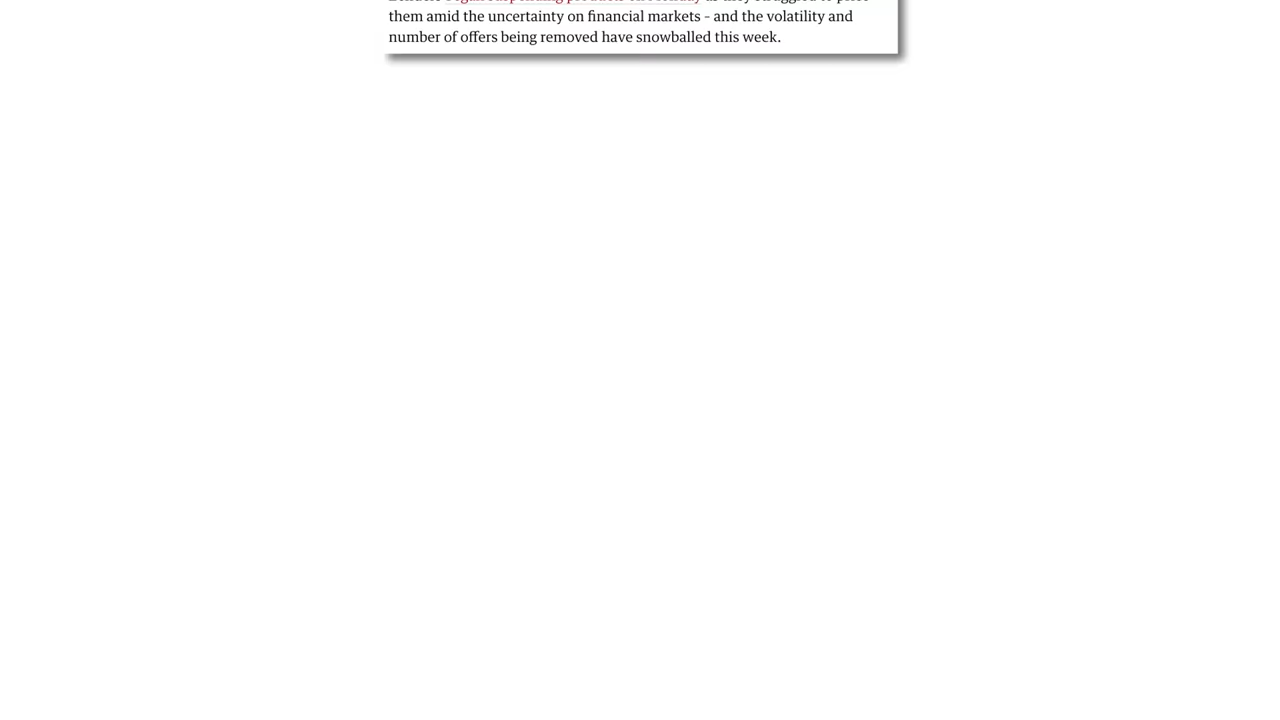 them amid the uncertainty on financial markets – and the volatility and
number of offers being removed have snowballed this week.